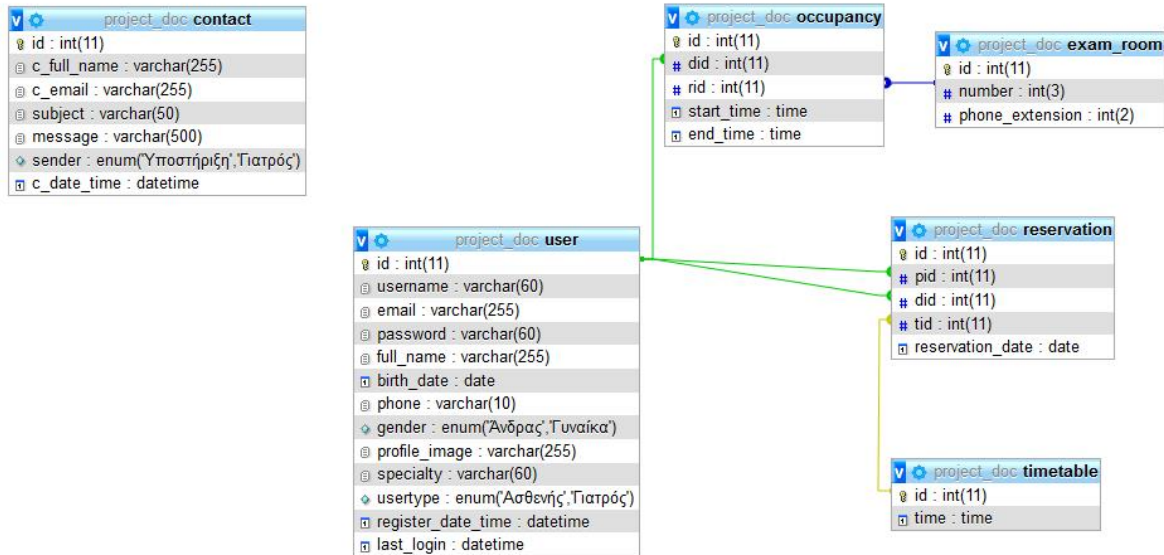 project_doc contact
id : int(11)
c_full_name : varchar(255)
c_email : varchar(255)
subject : varchar(50)
message : varchar(500)
sender : enum('Υποστήριξη','Γιατρός')
c_date_time : datetime
project_doc occupancy
id : int(11)
did : int(11)
rid : int(11)
start_time : time
end_time : time
project_doc exam_room
id : int(11)
number : int(3)
phone_extension : int(2)
project_doc user
id : int(11)
username : varchar(60)
email : varchar(255)
password : varchar(60)
full_name : varchar(255)
birth_date : date
phone : varchar(10)
gender : enum('Άνδρας','Γυναίκα')
profile_image : varchar(255)
specialty : varchar(60)
usertype : enum('Ασθενής','Γιατρός')
register_date_time : datetime
last_login : datetime
project_doc reservation
id : int(11)
pid : int(11)
did : int(11)
tid : int(11)
reservation_date : date
project_doc timetable
id : int(11)
time : time